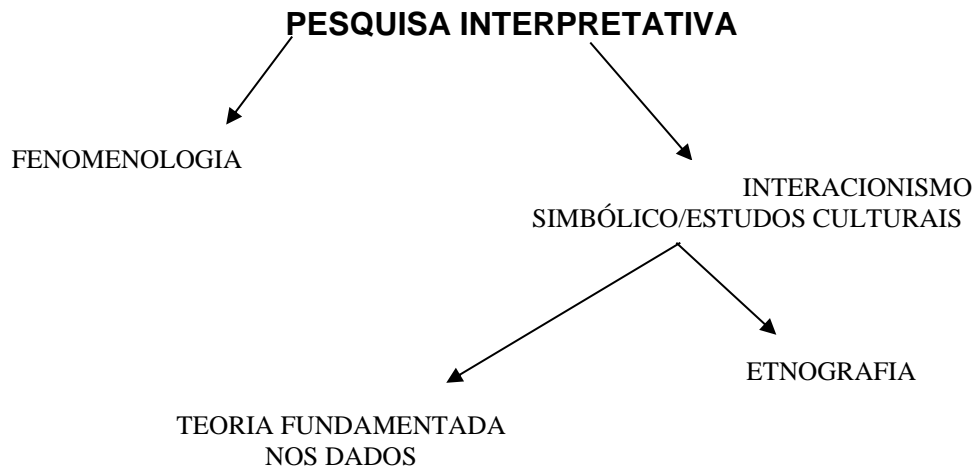 PESQUISA INTERPRETATIVA
FENOMENOLOGIA
INTERACIONISMO
SIMBÓLICO/ESTUDOS CULTURAIS
ETNOGRAFIA
TEORIA FUNDAMENTADA
NOS DADOS